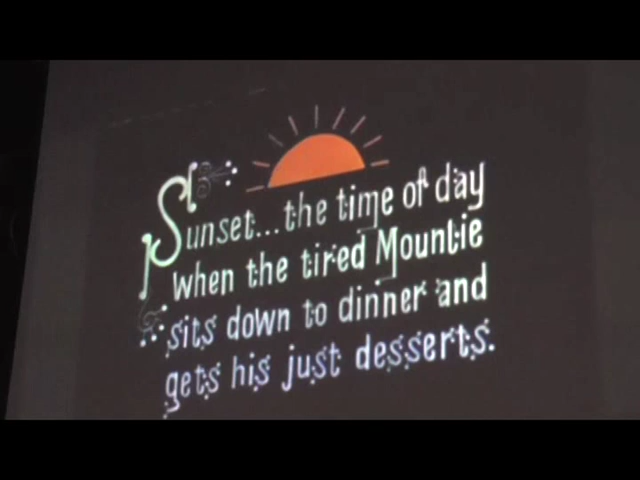 Sunset...the time of day
when the tired Mountie
sits down to dinner and
gets his just desserts.